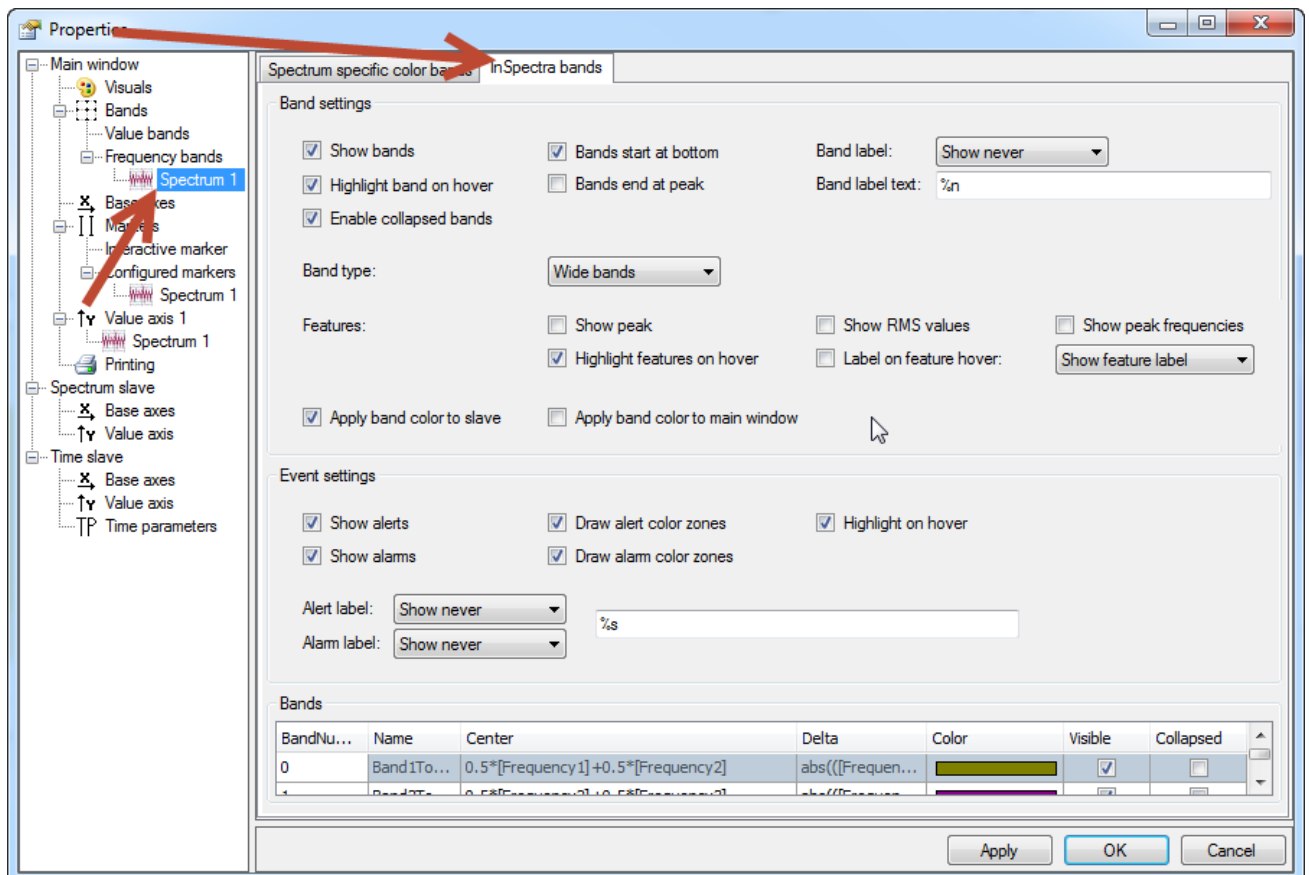 Properties
Main window
Visuals
Bands
Value bands
Frequency bands
Spectrum 1
Base axes
Markers
Interactive marker
Configured markers
Spectrum 1
Value axis 1
Spectrum 1
Printing
Spectrum slave
Base axes
Value axis
Time slave
Base axes
Value axis
TP Time parameters
Spectrum specific color bands
InSpectra bands
Band settings
Show bands
Bands start at bottom
Band label: Show never
Highlight band on hover
Bands end at peak
Band label text: %n
Enable collapsed bands
Band type: Wide bands
Features:
Show peak
Show RMS values
Show peak frequencies
Highlight features on hover
Label on feature hover: Show feature label
Apply band color to slave
Apply band color to main window
Event settings
Show alerts
Draw alert color zones
Highlight on hover
Show alarms
Draw alarm color zones
Alert label: Show never
%s
Alarm label: Show never
Bands
BandNu... Name Center Delta Color Visible Collapsed
0 Band1To... 0.5*[Frequency1]+0.5*[Frequency2] abs(([Frequen...
Apply OK Cancel